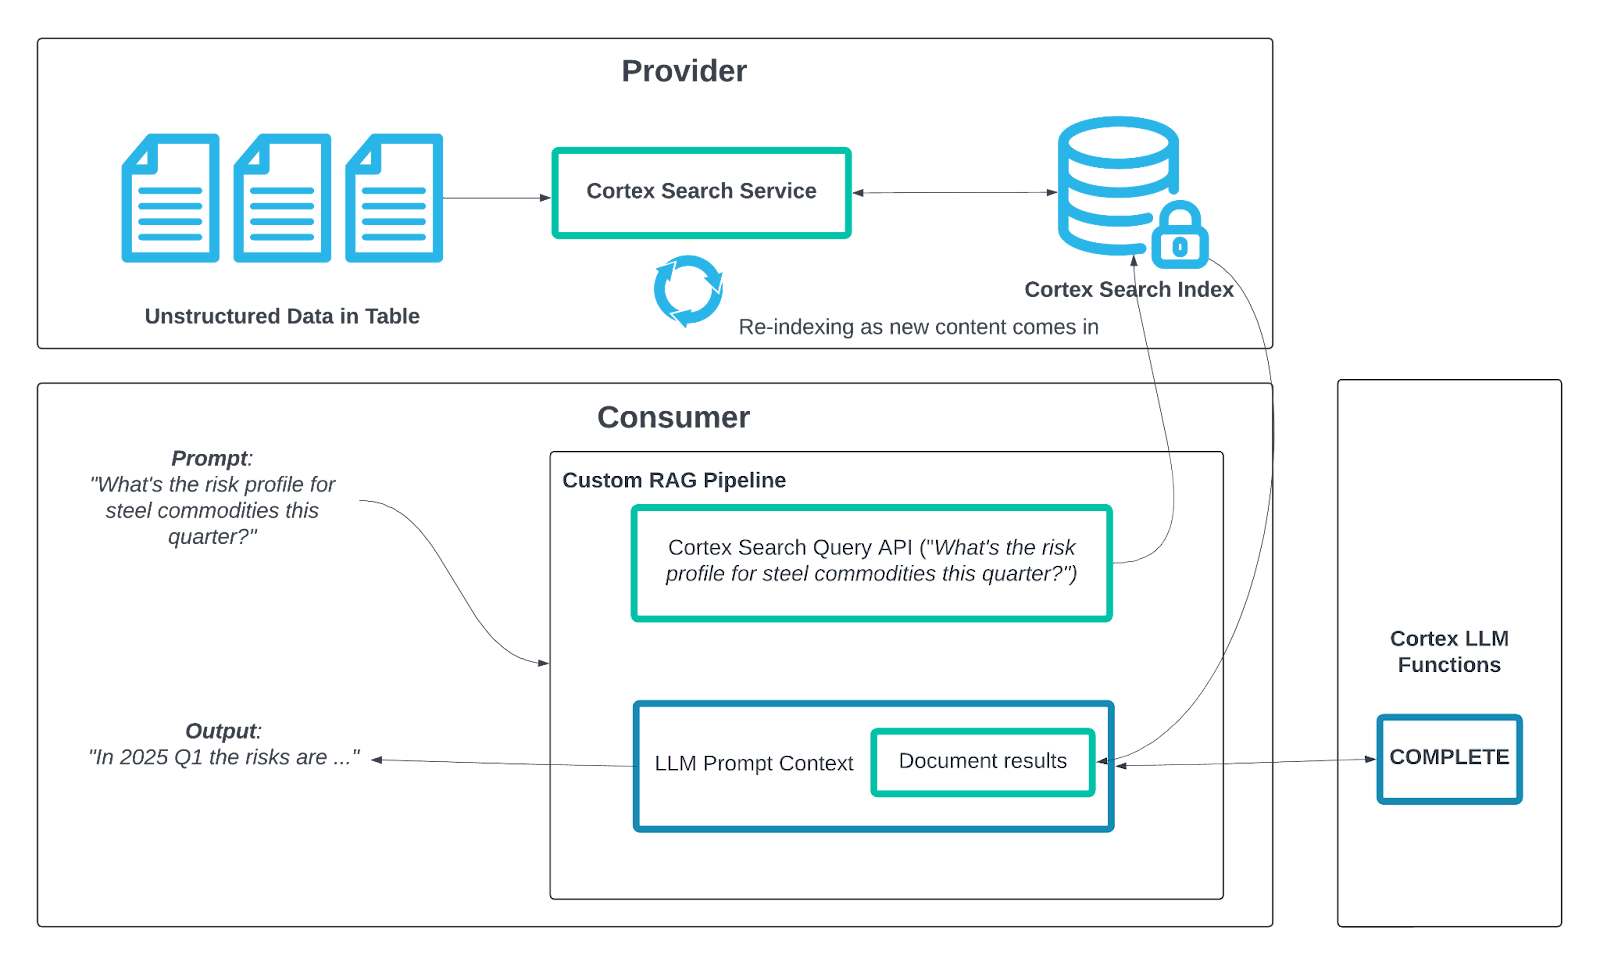 Provider
Cortex Search Service
Unstructured Data in Table
Cortex Search Index
Re-indexing as new content comes in
Consumer
Prompt:
"What's the risk profile for
steel commodities this
quarter?"
Custom RAG Pipeline
Cortex Search Query API ("What's the risk
profile for steel commodities this quarter?")
Output:
"In 2025 Q1 the risks are ..."
LLM Prompt Context
Document results
Cortex LLM
Functions
COMPLETE